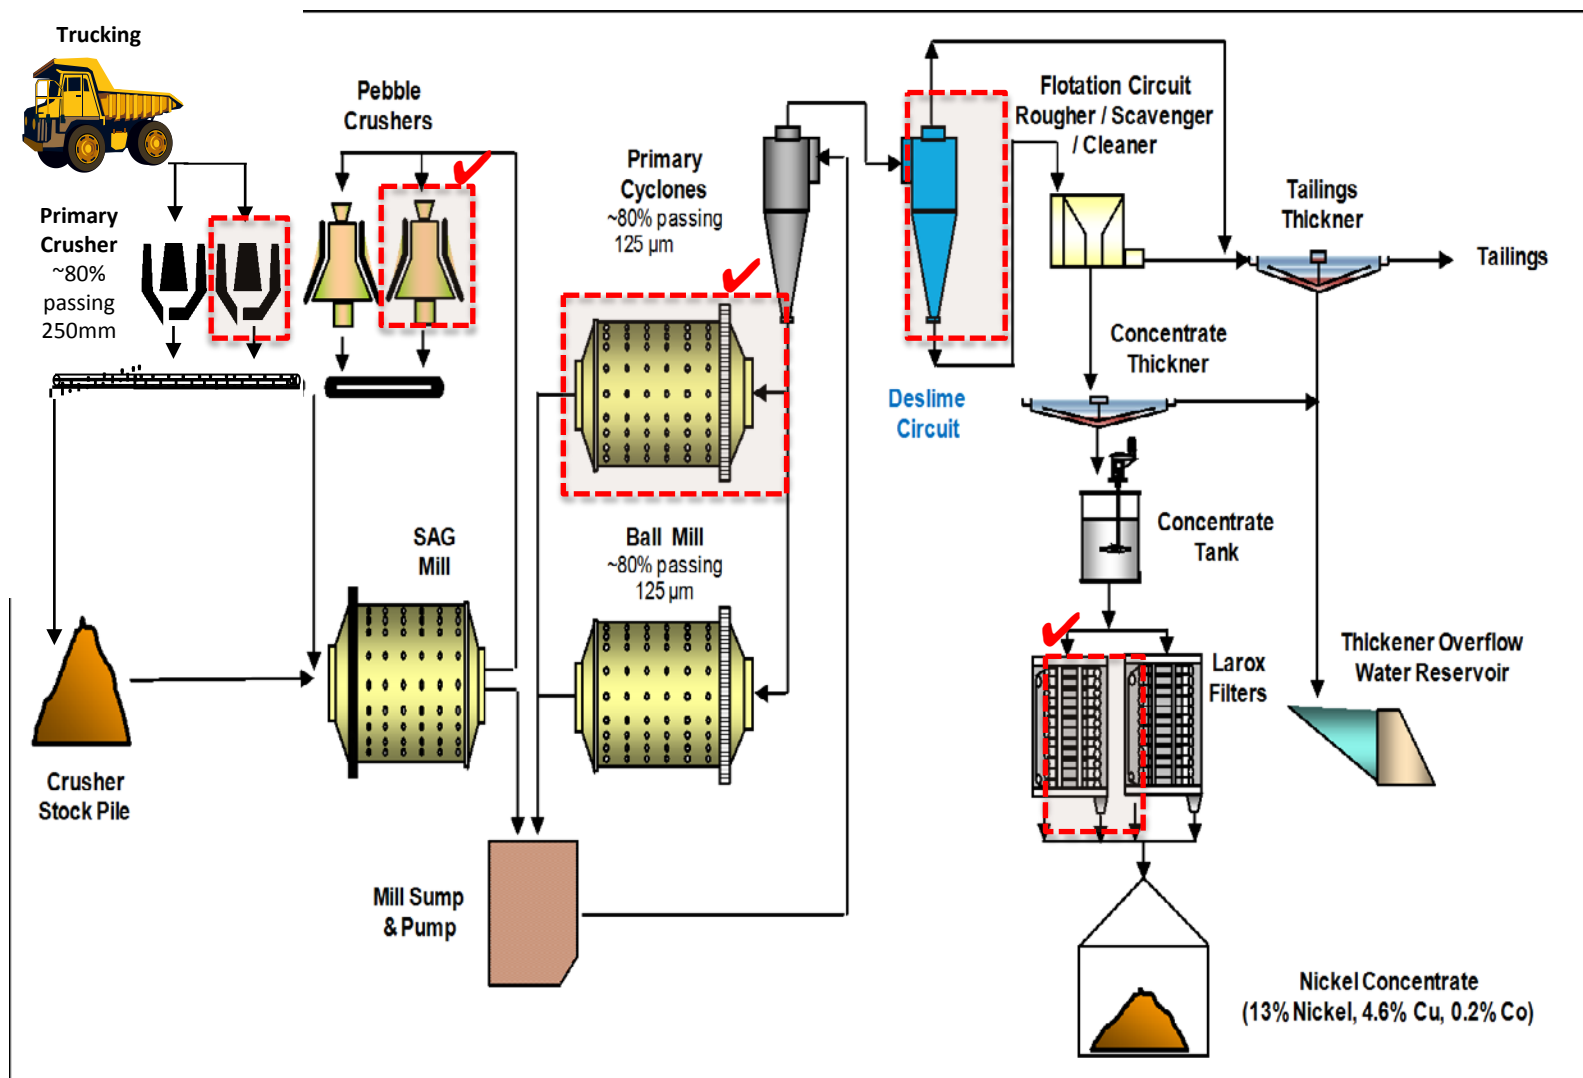 Trucking
Primary
Crusher
~80%
passing
250mm
Pebble
Crushers
Primary
Cyclones
~80% passing
125 µm
Flotation Circuit
Rougher / Scavenger
/ Cleaner
Tailings
Thickner
Tailings
Concentrate
Thickner
Deslime
Circuit
SAG
Mill
Ball Mill
~80% passing
125 µm
Concentrate
Tank
Larox
Filters
Thickener Overflow
Water Reservoir
Crusher
Stock Pile
Mill Sump
& Pump
Nickel Concentrate
(13% Nickel, 4.6% Cu, 0.2% Co)